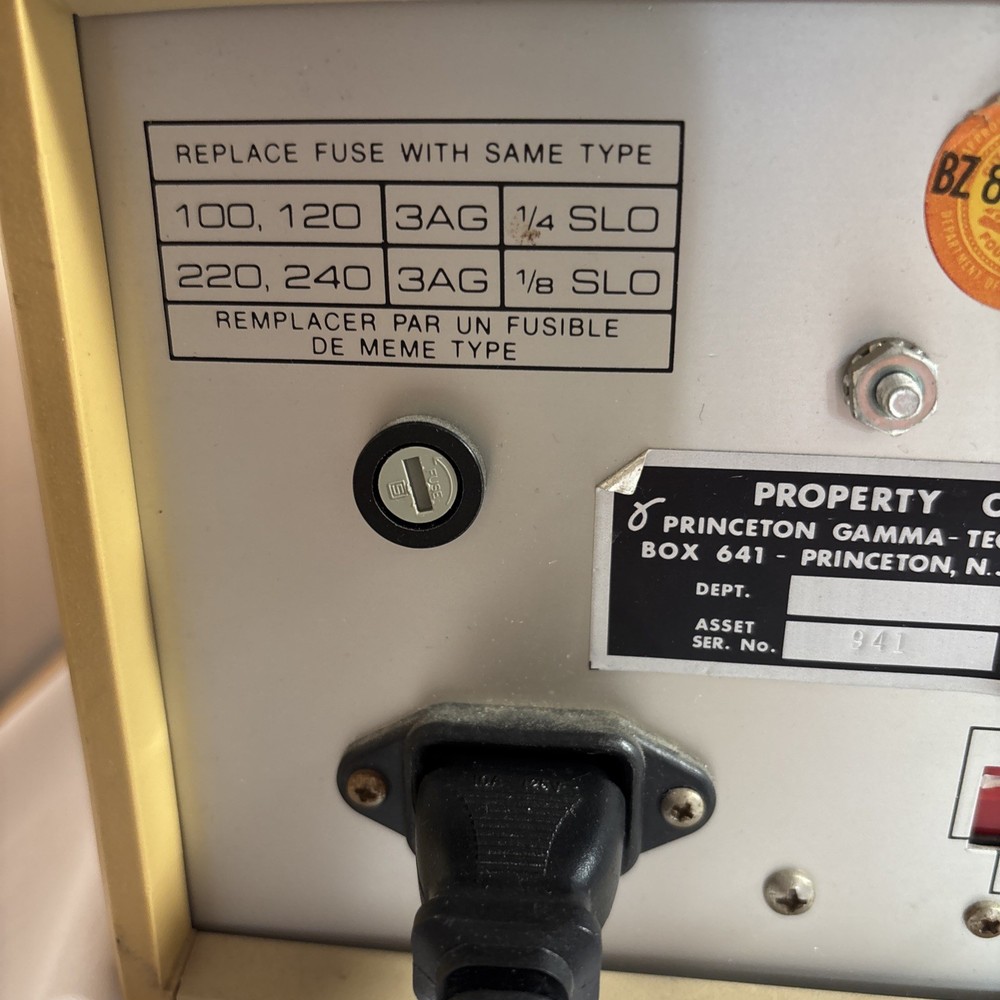 REPLACE FUSE WITH SAME TYPE
100, 120 3AG 1/4 SLO
220, 240 3AG 1/8 SLO
REMPLACER PAR UN FUSIBLE
DE MEME TYPE
BZ 8
DEPARTMENT
FUSE
PROPERTY
PRINCETON GAMMA-TEC
BOX 641 - PRINCETON, N.
DEPT.
ASSET
SER. No. 941